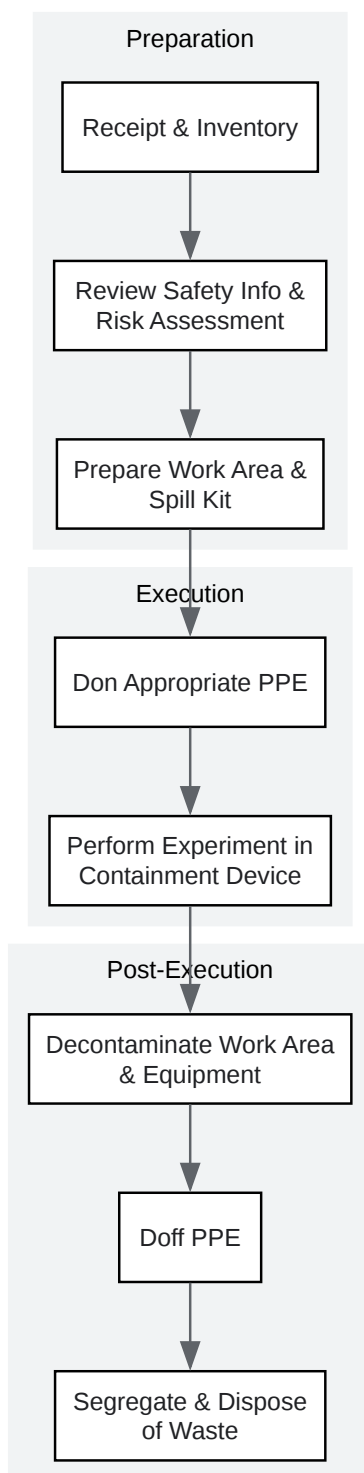 Preparation
Receipt & Inventory
Review Safety Info &
Risk Assessment
Prepare Work Area &
Spill Kit
Execution
Don Appropriate PPE
Perform Experiment in
Containment Device
Post-Execution
Decontaminate Work Area
& Equipment
Doff PPE
Segregate & Dispose
of Waste